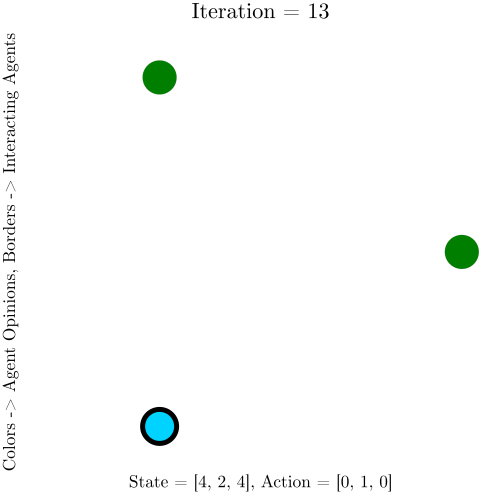 Iteration = 13
Colors -> Agent Opinions, Borders -> Interacting Agents
State = [4, 2, 4], Action = [0, 1, 0]